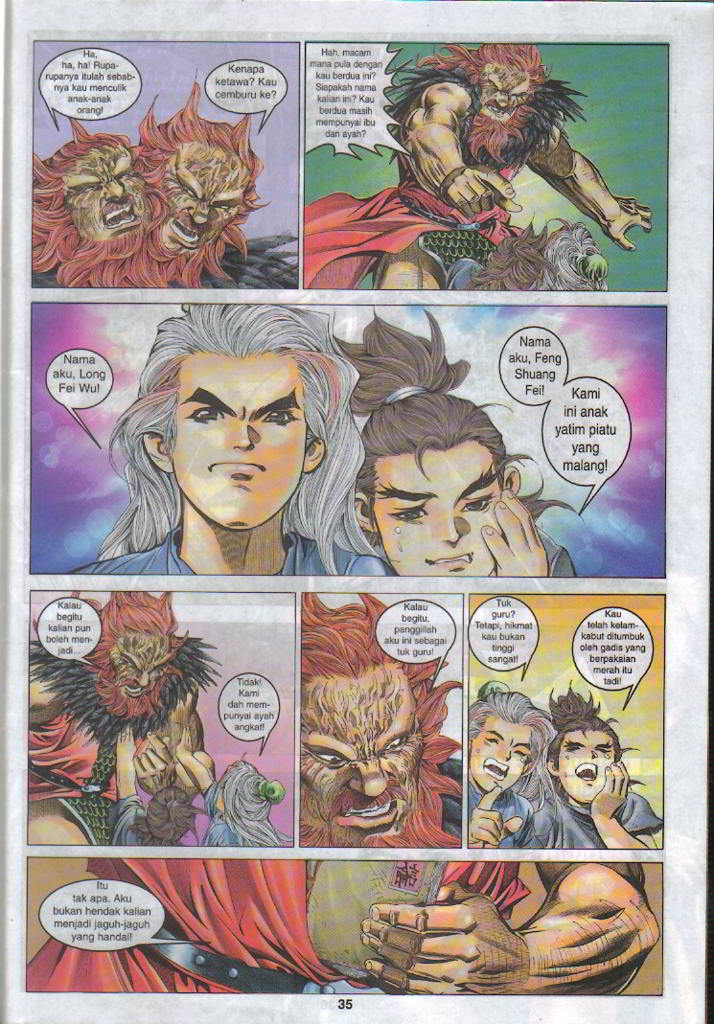 Ha,
ha, ha! Rupa-
rupanya itulah sebab-
nya kau menculik
anak-anak
orang!
Kenapa
ketawa? Kau
cemburu ke?
Hah, macam
mana pula dengan
kau berdua ini?
Siapakah nama
kalian ini? Kau
berdua masih
mempunyai ibu
dan ayah?
Nama
aku, Long
Fei Wu!
Nama
aku, Feng
Shuang
Fei!
Kami
ini anak
yatim piatu
yang
malang!
Kalau
begitu
kalian pun
boleh men-
jadi...
Tidak!
Kami
dah mem-
punyai ayah
angkat!
Kalau
begitu,
panggillah
aku ini sebagai
tuk guru!
Tuk
guru?
Tetapi, hikmat
kau bukan
tinggi
sangat!
Kau
telah kelam-
kabut ditumbuk
oleh gadis yang
berpakaian
merah itu
tadi!
Itu
tak apa. Aku
bukan hendak kalian
menjadi jaguh-jaguh
yang handal!
35